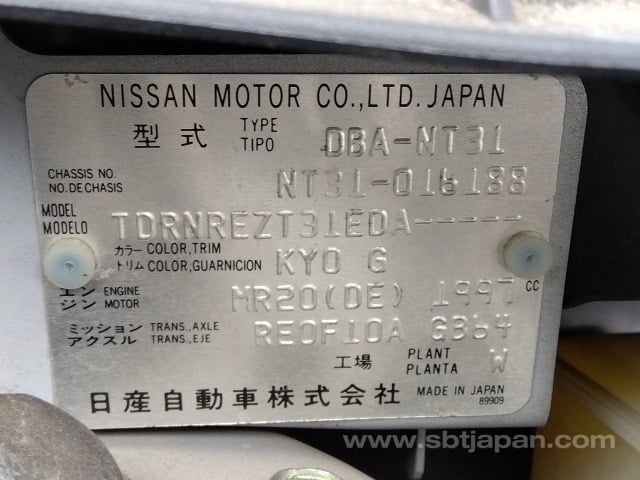 NISSAN MOTOR CO.,LTD. JAPAN
型式 TYPE TIPO DBA-NT31
CHASSIS NO. NO.DE CHASIS NT31-016188
MODEL MODELO TDRNREZT31EDA-----
カラー COLOR,TRIM トリム COLOR,GUARNICION KY0 G
エンジン ENGINE MOTOR MR20(DE) 1997 CC
ミッション TRANS.,AXLE アクスル TRANS.,EJE RE0F10A G364
工場 PLANT PLANTA W
日産自動車株式会社 MADE IN JAPAN
89909
www.sbtjapan.com